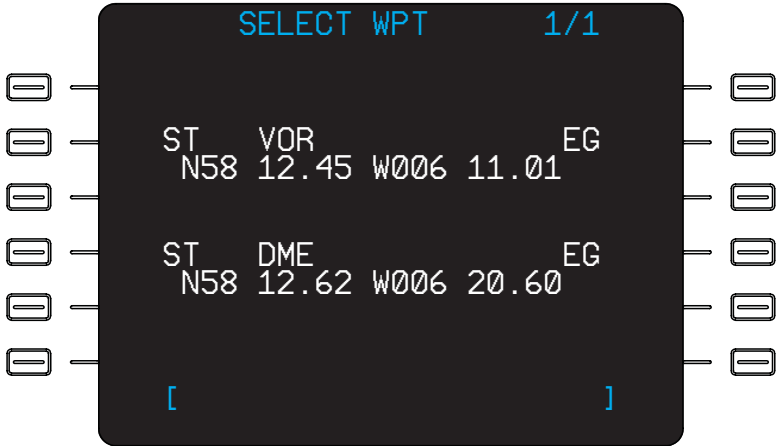 SELECT WPT 1/1
ST VOR EG
N58 12.45 W006 11.01
ST DME EG
N58 12.62 W006 20.60
[ ]